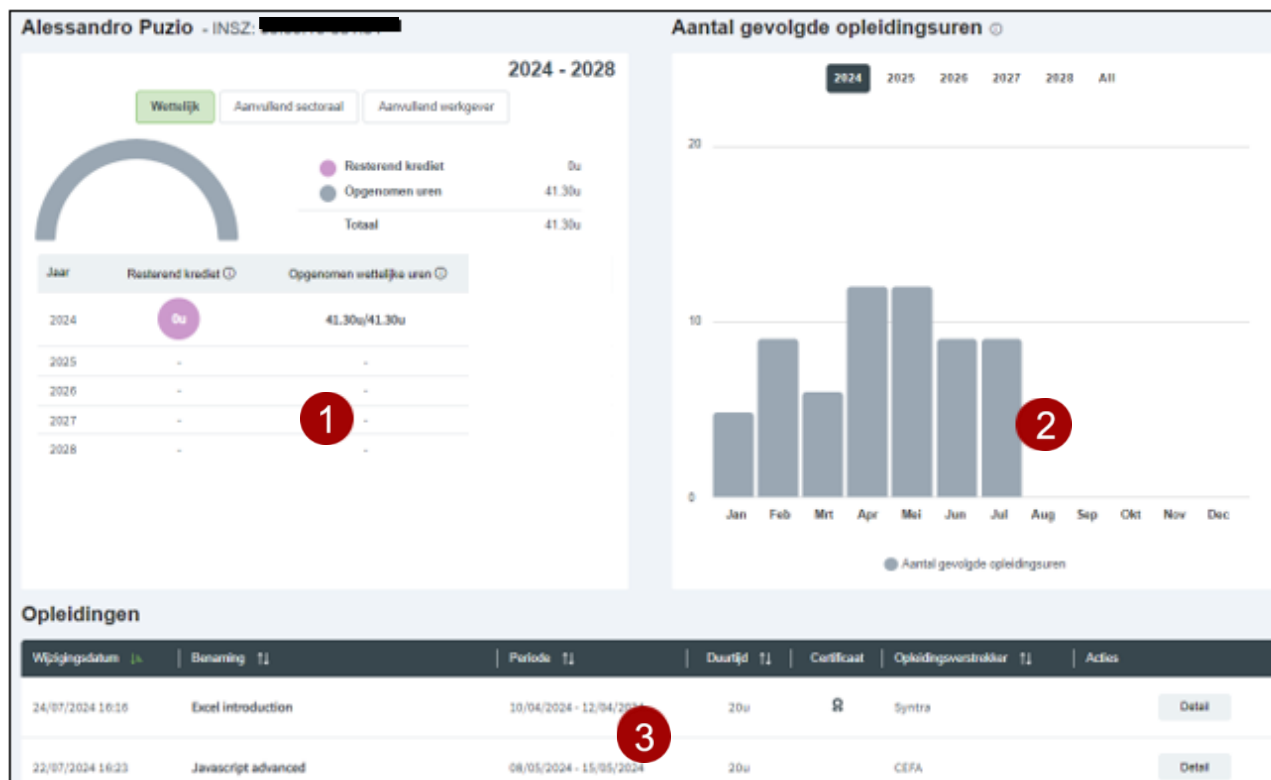 Alessandro Puzio - INSZ:
2024 - 2028
Wettelijk Aanvullend sectoraal Aanvullend werkgever
Resterend krediet 0u
Opgenomen uren 41.30u
Totaal 41.30u
Jaar Resterend krediet Opgenomen wettelijke uren
2024 0u 41.30u/41.30u
2025 - -
2026 - -
2027 - -
2028 - -
1
Aantal gevolgde opleidingsuren
2024 2025 2026 2027 2028 All
20
10
0
2
Jan Feb Mrt Apr Mei Jun Jul Aug Sep Okt Nov Dec
Aantal gevolgde opleidingsuren
Opleidingen
Wijzigingsdatum Benaming Periode Duurtijd Certificaat Opleidingsverstrekker Acties
24/07/2024 16:16 Excel introduction 10/04/2024 - 12/04/2024 20u Syntra Detail
3
22/07/2024 16:23 Javascript advanced 08/05/2024 - 15/05/2024 20u CEFA Detail